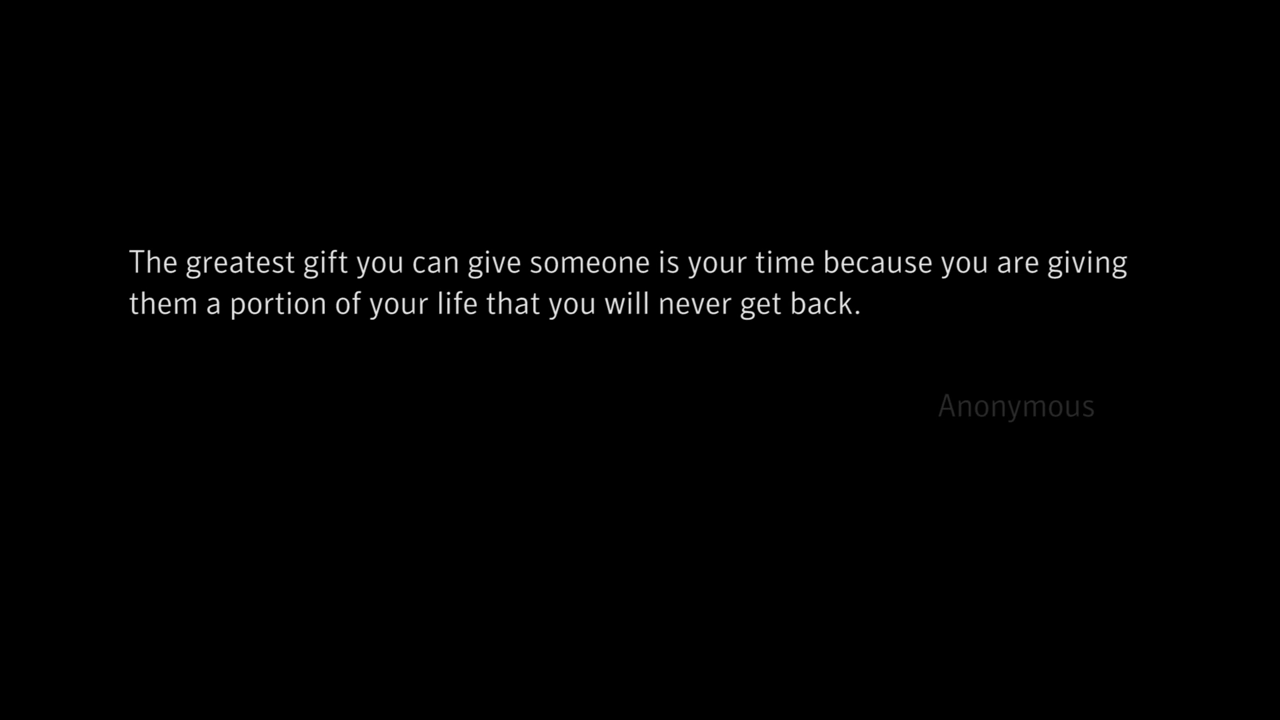 The greatest gift you can give someone is your time because you are giving
them a portion of your life that you will never get back.
Anonymous